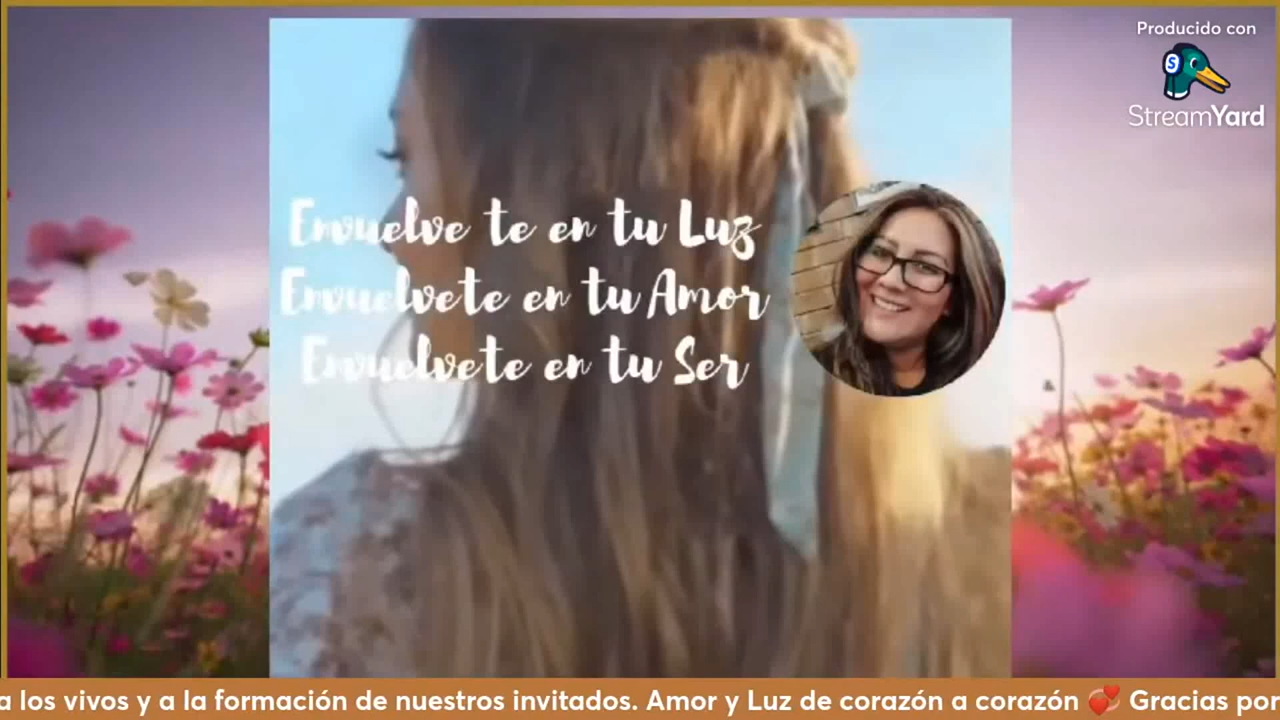 Producido con
StreamYard
Envuelve te en tu Luz
Envuelvete en tu Amor
Envuelvete en tu Ser
a los vivos y a la formación de nuestros invitados. Amor y Luz de corazón a corazón 💞 Gracias por